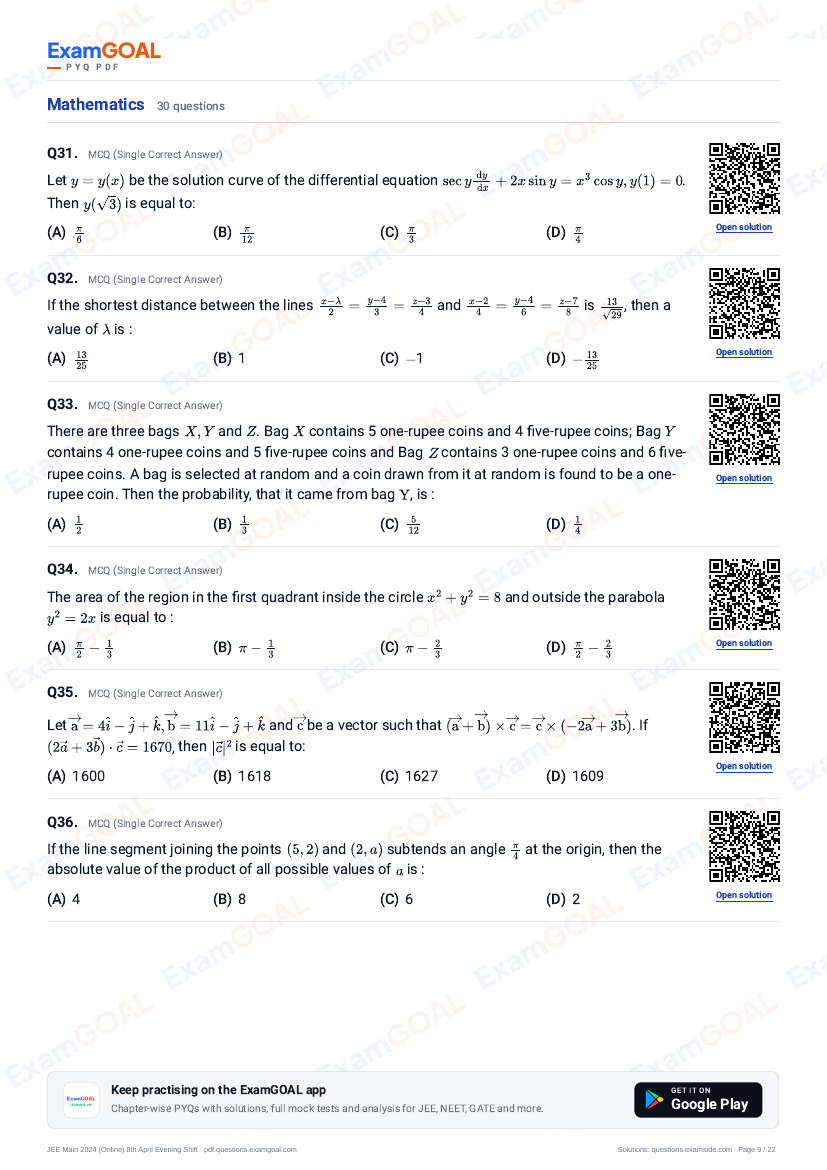 ExamGOAL
PYQ PDF
Mathematics 30 questions
Q31. MCQ (Single Correct Answer)
Let y = y(x) be the solution curve of the differential equation sec y dy/dx + 2x sin y = x³ cos y, y(1) = 0.
Then y(√3) is equal to:
(A) π/6 (B) π/12 (C) π/3 (D) π/4
Open solution
Q32. MCQ (Single Correct Answer)
If the shortest distance between the lines (x−λ)/2 = (y−4)/3 = (z−3)/4 and (x−2)/4 = (y−4)/6 = (z−7)/8 is 13/√29, then a
value of λ is :
(A) 13/25 (B) 1 (C) −1 (D) −13/25
Open solution
Q33. MCQ (Single Correct Answer)
There are three bags X, Y and Z. Bag X contains 5 one-rupee coins and 4 five-rupee coins; Bag Y
contains 4 one-rupee coins and 5 five-rupee coins and Bag Z contains 3 one-rupee coins and 6 five-
rupee coins. A bag is selected at random and a coin drawn from it at random is found to be a one-
rupee coin. Then the probability, that it came from bag Y, is :
(A) 1/2 (B) 1/3 (C) 5/12 (D) 1/4
Open solution
Q34. MCQ (Single Correct Answer)
The area of the region in the first quadrant inside the circle x² + y² = 8 and outside the parabola
y² = 2x is equal to :
(A) π/2 − 1/3 (B) π − 1/3 (C) π − 2/3 (D) π/2 − 2/3
Open solution
Q35. MCQ (Single Correct Answer)
Let a⃗ = 4î − ĵ + k̂, b⃗ = 11î − ĵ + k̂ and c⃗ be a vector such that (a⃗ + b⃗) × c⃗ = c⃗ × (−2a⃗ + 3b⃗). If
(2a⃗ + 3b⃗) · c⃗ = 1670, then |c⃗|² is equal to:
(A) 1600 (B) 1618 (C) 1627 (D) 1609
Open solution
Q36. MCQ (Single Correct Answer)
If the line segment joining the points (5, 2) and (2, a) subtends an angle π/4 at the origin, then the
absolute value of the product of all possible values of a is :
(A) 4 (B) 8 (C) 6 (D) 2
Open solution
Keep practising on the ExamGOAL app
Chapter-wise PYQs with solutions, full mock tests and analysis for JEE, NEET, GATE and more.
ExamGOAL
GET IT ON
Google Play
JEE Main 2024 (Online) 8th April Evening Shift · pdf.questions.examgoal.com
Solutions: questions.examside.com · Page 9 / 22